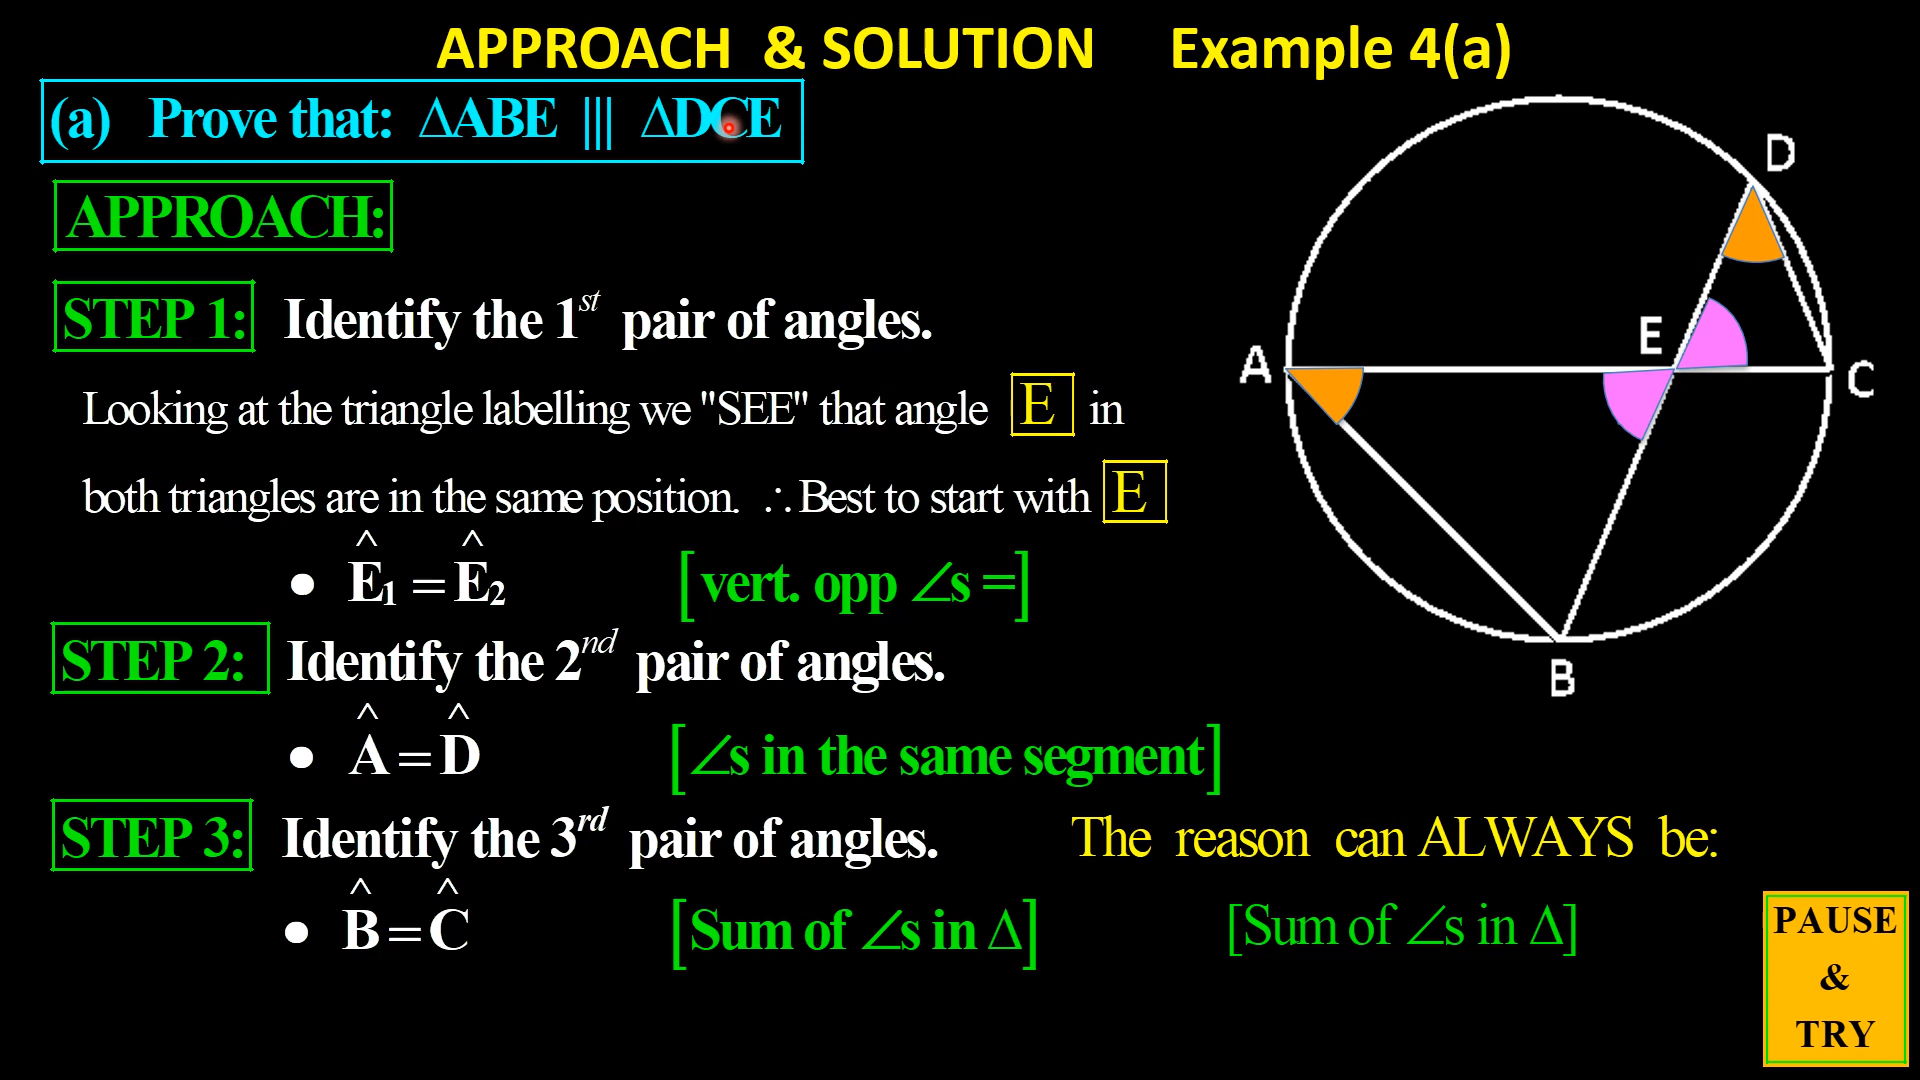 APPROACH & SOLUTION Example 4(a)
(a) Prove that: ∆ABE ||| ∆DCE
APPROACH:
STEP 1: Identify the 1st pair of angles.
Looking at the triangle labelling we "SEE" that angle E in
both triangles are in the same position. ∴ Best to start with E
• Ê1 = Ê2 [vert. opp ∠s =]
STEP 2: Identify the 2nd pair of angles.
• Â = D̂ [∠s in the same segment]
STEP 3: Identify the 3rd pair of angles. The reason can ALWAYS be:
• B̂ = Ĉ [Sum of ∠s in ∆] [Sum of ∠s in ∆]
D
E
A
C
B
PAUSE
&
TRY